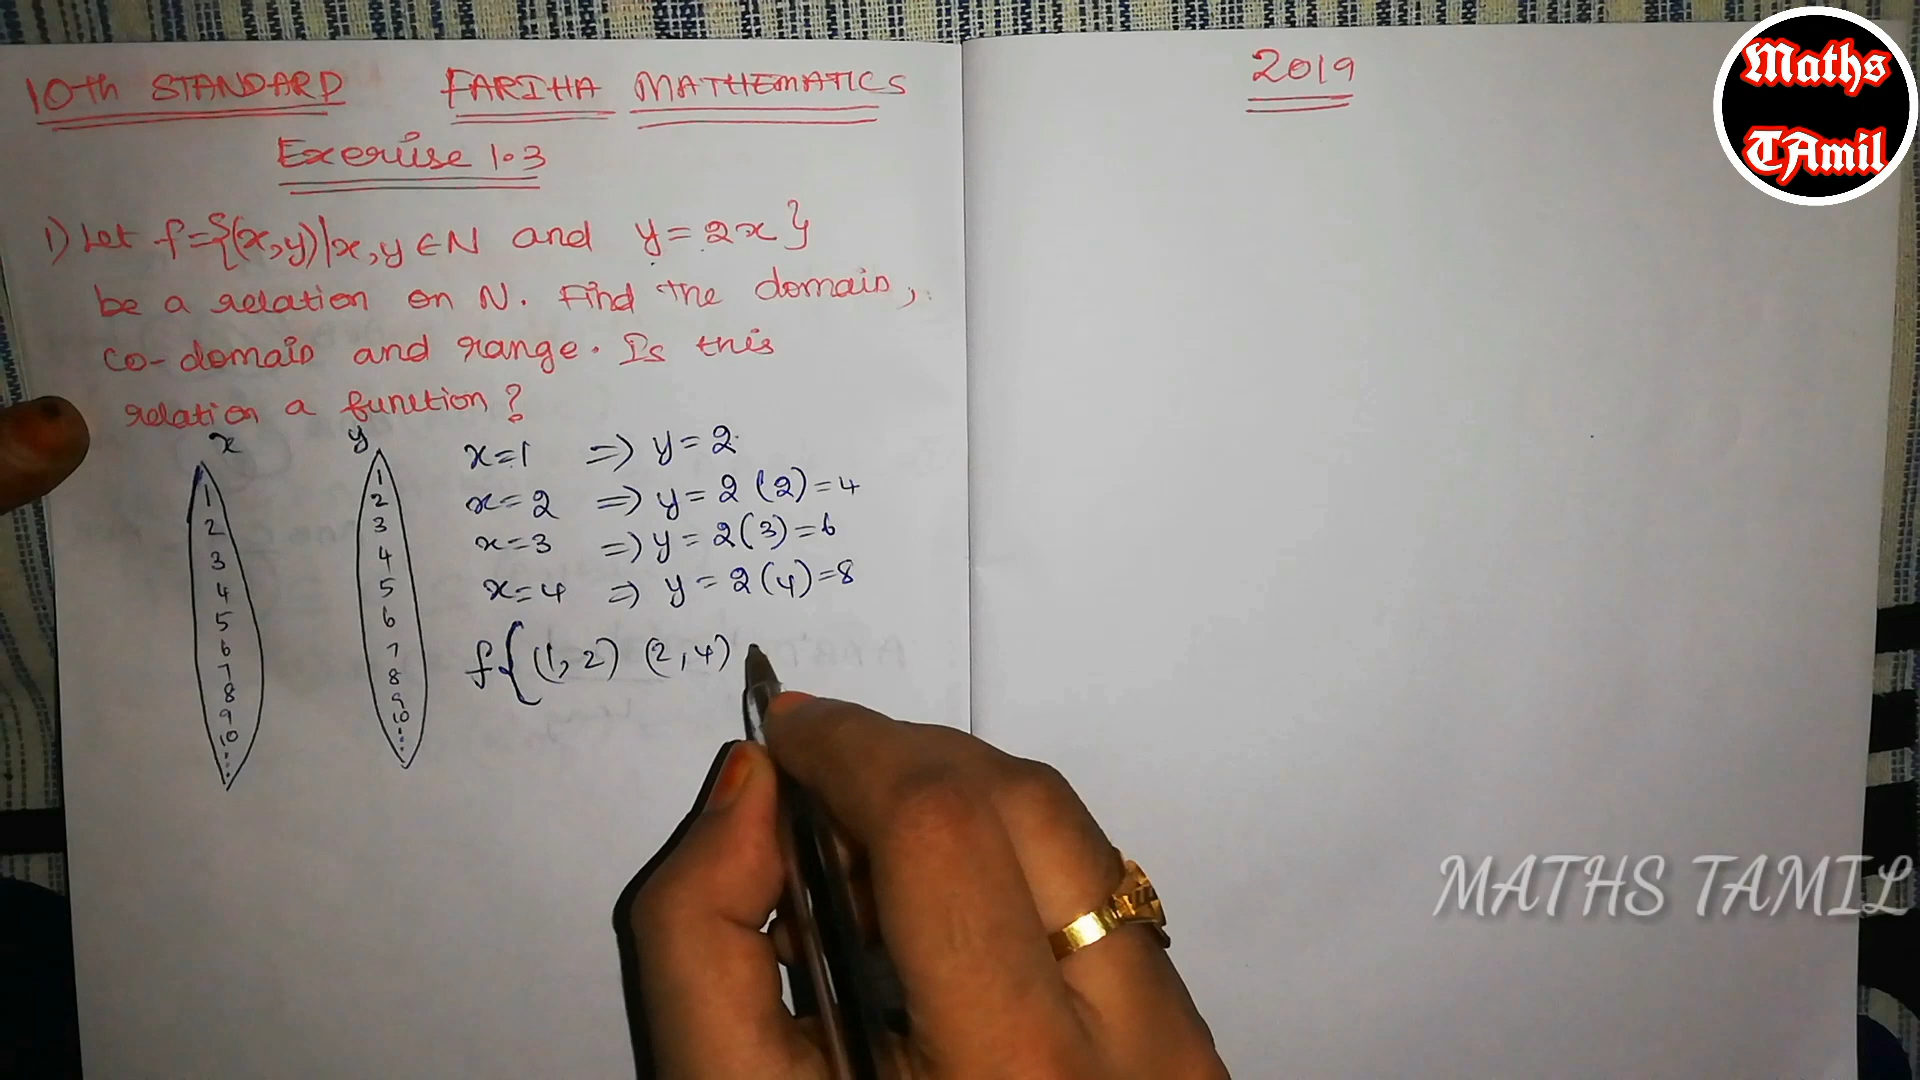 10th STANDARD FARIHA MATHEMATICS
Exercise 1.3
1) Let f={(x,y)|x,y∈N and y=2x}
be a relation on N. Find the domain,
co-domain and range. Is this
relation a function?
x
1
2
3
4
5
6
7
8
9
10
⋮
y
1
2
3
4
5
6
7
8
9
10
⋮
x=1 => y=2
x=2 => y=2(2)=4
x=3 => y=2(3)=6
x=4 => y=2(4)=8
f{(1,2) (2,4)
2019
Maths
TAmil
MATHS TAMIL